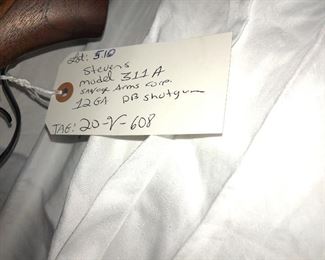 Lot: 510
Stevens
model 311A
Savage Arms Corp.
12GA DB Shotgun
TAG: 20-V-608